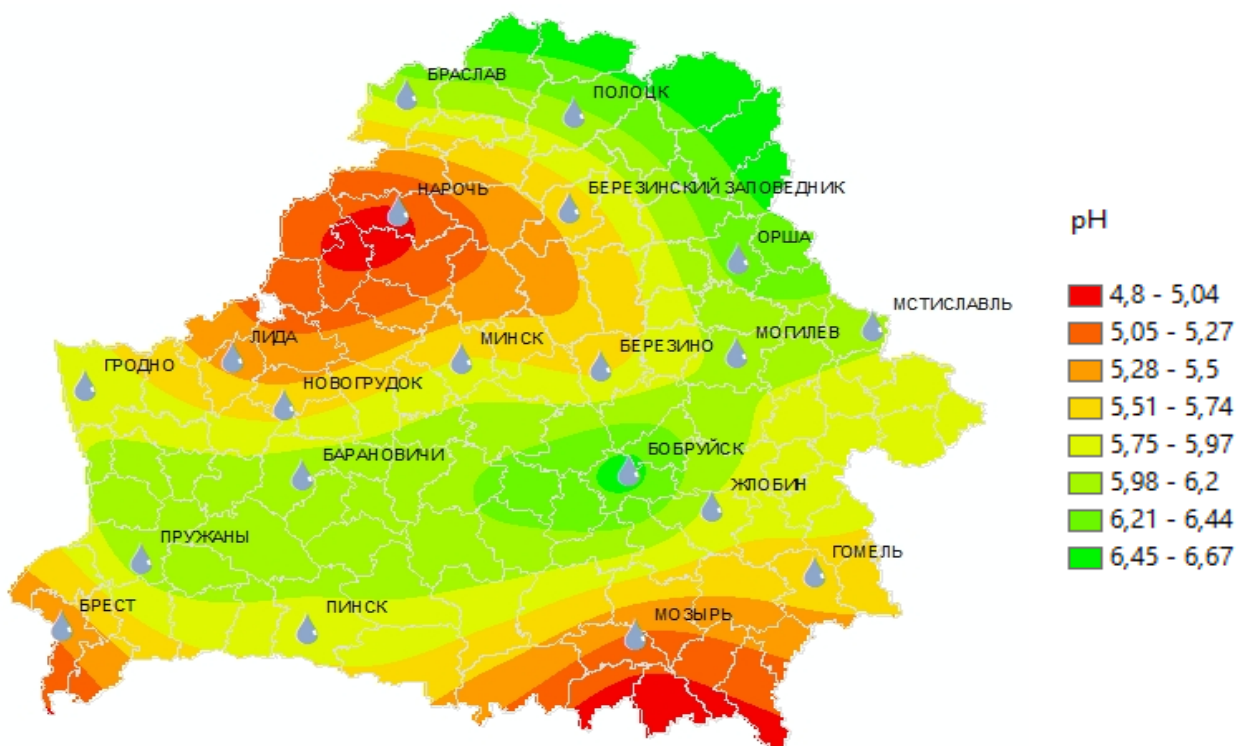 БРАСЛАВ
ПОЛОЦК
НАРОЧЬ
БЕРЕЗИНСКИЙ ЗАПОВЕДНИК
ОРША
МСТИСЛАВЛЬ
ЛИДА
МИНСК
БЕРЕЗИНО
МОГИЛЕВ
ГРОДНО
НОВОГРУДОК
БАРАНОВИЧИ
БОБРУЙСК
ЖЛОБИН
ПРУЖАНЫ
ГОМЕЛЬ
БРЕСТ
ПИНСК
МОЗЫРЬ
pH
4,8 - 5,04
5,05 - 5,27
5,28 - 5,5
5,51 - 5,74
5,75 - 5,97
5,98 - 6,2
6,21 - 6,44
6,45 - 6,67